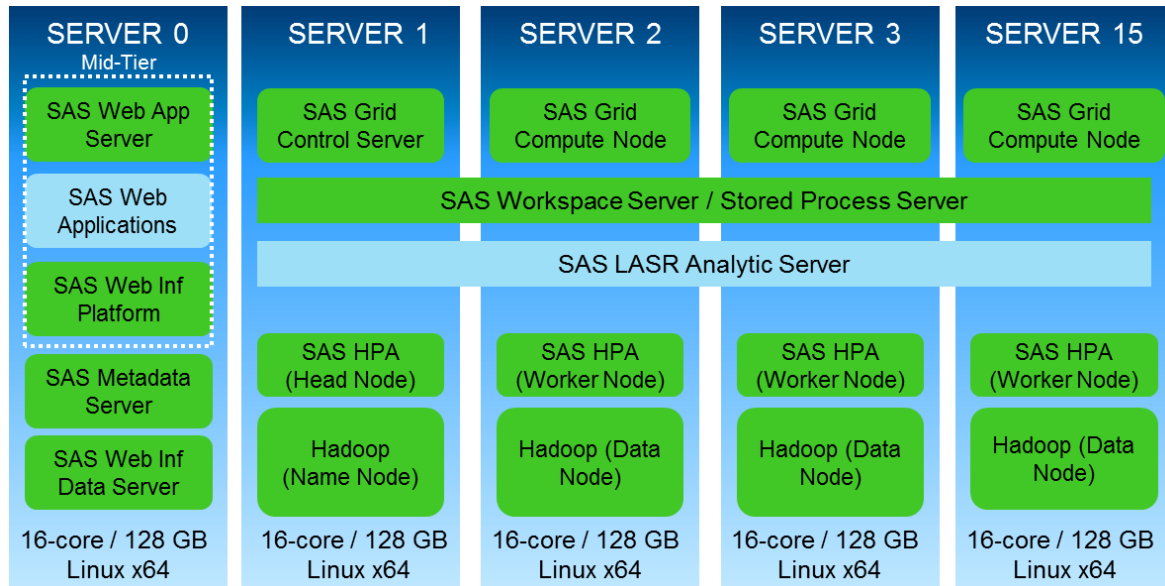 SERVER 0
Mid-Tier
SAS Web App
Server
SAS Web
Applications
SAS Web Inf
Platform
SAS Metadata
Server
SAS Web Inf
Data Server
16-core / 128 GB
Linux x64
SERVER 1
SAS Grid
Control Server
SERVER 2
SAS Grid
Compute Node
SERVER 3
SAS Grid
Compute Node
SERVER 15
SAS Grid
Compute Node
SAS Workspace Server / Stored Process Server
SAS LASR Analytic Server
SAS HPA
(Head Node)
Hadoop
(Name Node)
16-core / 128 GB
Linux x64
SAS HPA
(Worker Node)
Hadoop (Data
Node)
16-core / 128 GB
Linux x64
SAS HPA
(Worker Node)
Hadoop (Data
Node)
16-core / 128 GB
Linux x64
SAS HPA
(Worker Node)
Hadoop (Data
Node)
16-core / 128 GB
Linux x64